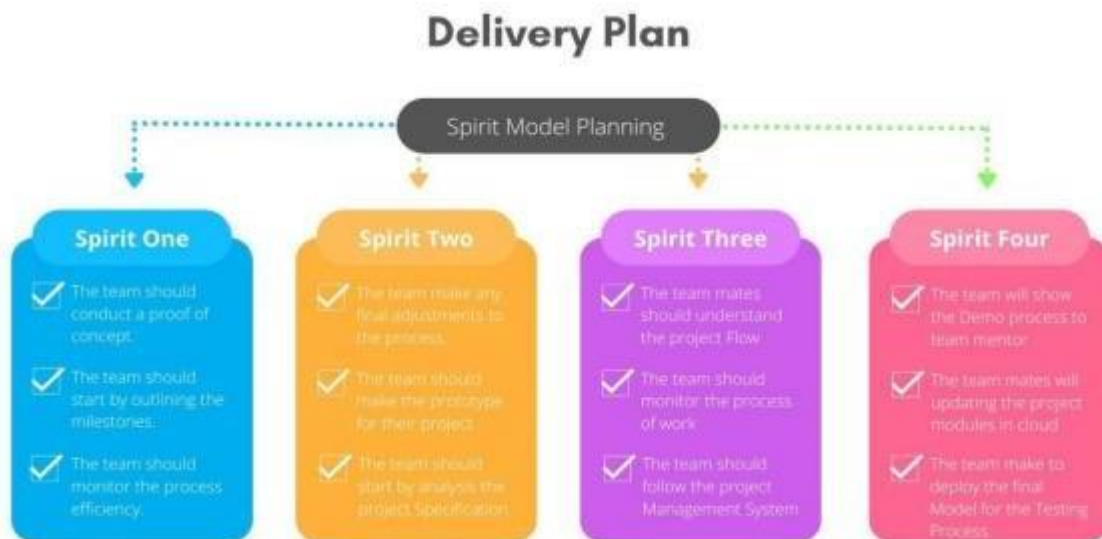 Delivery Plan
Spirit Model Planning
Spirit One
The team should
conduct a proof of
concept.
The team should
start by outlining the
milestories.
The team should
monitor the process
efficiency.
Spirit Two
The team make any
final adjustments to
the process.
The team should
make the prototype
for their project
The team should
start by analysis the
project Specification
Spirit Three
The team mates
should understand
the project Flow
The team should
monitor the process
of work
The team should
follow the project
Management System
Spirit Four
The team will show
the Demo process to
team mentor
The team mates will
updating the project
modules in cloud
The team make to
deploy the final
Model for the Testing
Process